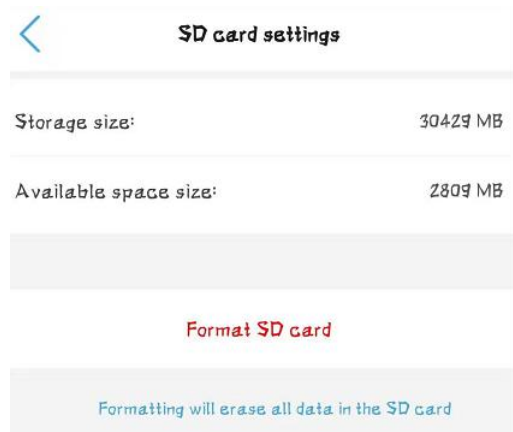 SD card settings
Storage size: 30429 MB
Available space size: 2809 MB
Format SD card
Formatting will erase all data in the SD card